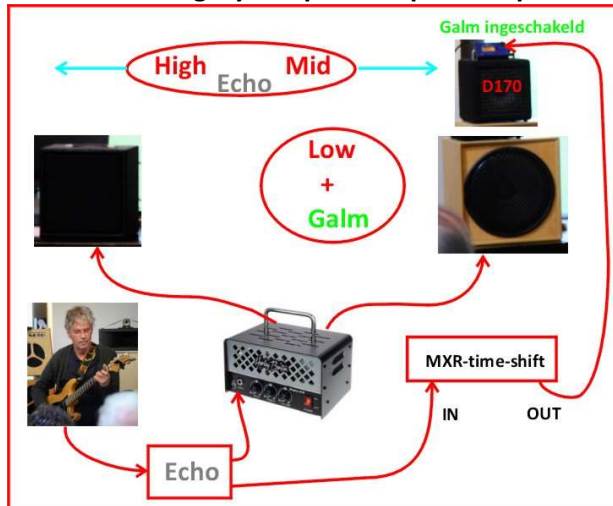 Galm ingeschakeld
High Mid
Echo
D170
Low
+
Galm
MXR-time-shift
IN OUT
Echo